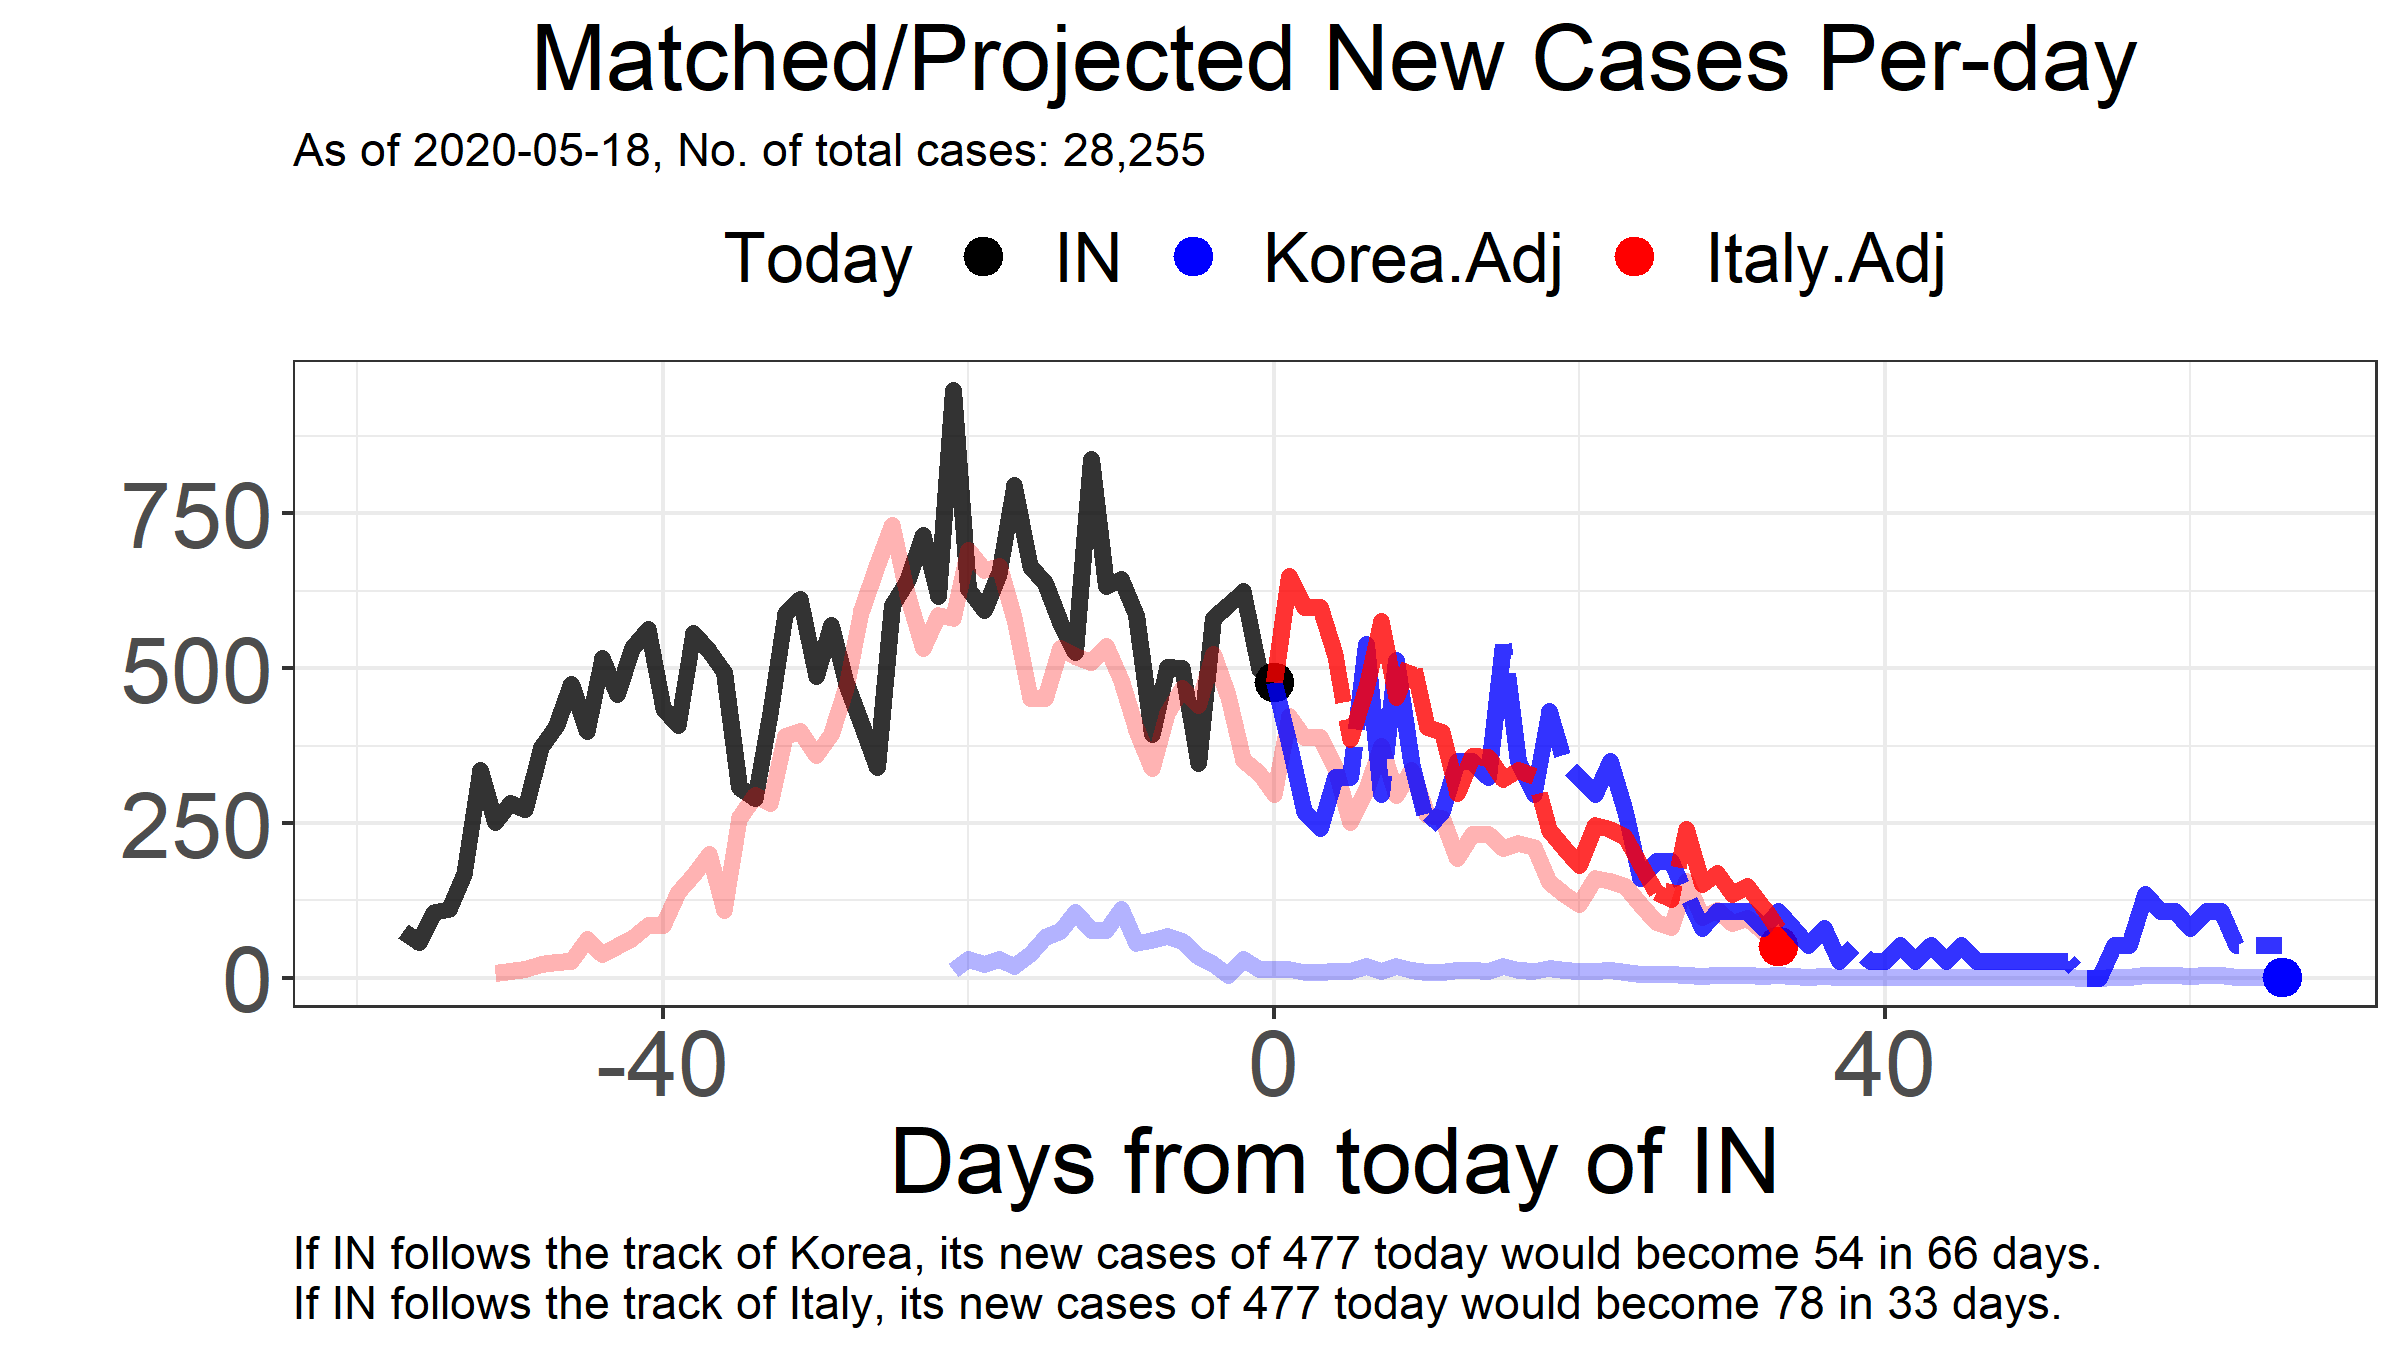 Matched/Projected New Cases Per-day
As of 2020-05-18, No. of total cases: 28,255
Today IN Korea.Adj Italy.Adj
750
500
250
0
-40 0 40
Days from today of IN
If IN follows the track of Korea, its new cases of 477 today would become 54 in 66 days.
If IN follows the track of Italy, its new cases of 477 today would become 78 in 33 days.